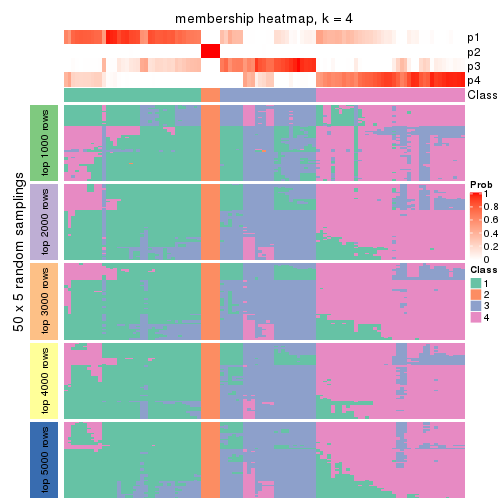 membership heatmap, k = 4
p1
p2
p3
p4
Class
50 x 5 random samplings
top 1000 rows
top 2000 rows
top 3000 rows
top 4000 rows
top 5000 rows
Prob
1
0.8
0.6
0.4
0.2
0
Class
1
2
3
4